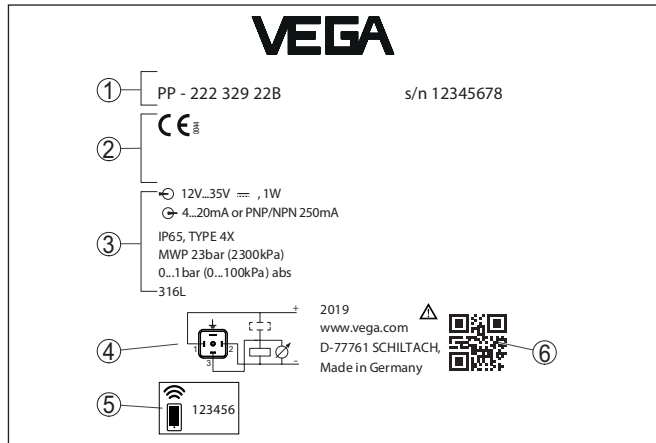 VEGA
1 PP - 222 329 22B s/n 12345678
CE 0044
2
12V...35V ⎓ , 1W
4...20mA or PNP/NPN 250mA
3
IP65, TYPE 4X
MWP 23bar (2300kPa)
0...1bar (0...100kPa) abs
316L
+
2019
www.vega.com
D-77761 SCHILTACH,
Made in Germany
4
1 2
3
-
6
5
123456